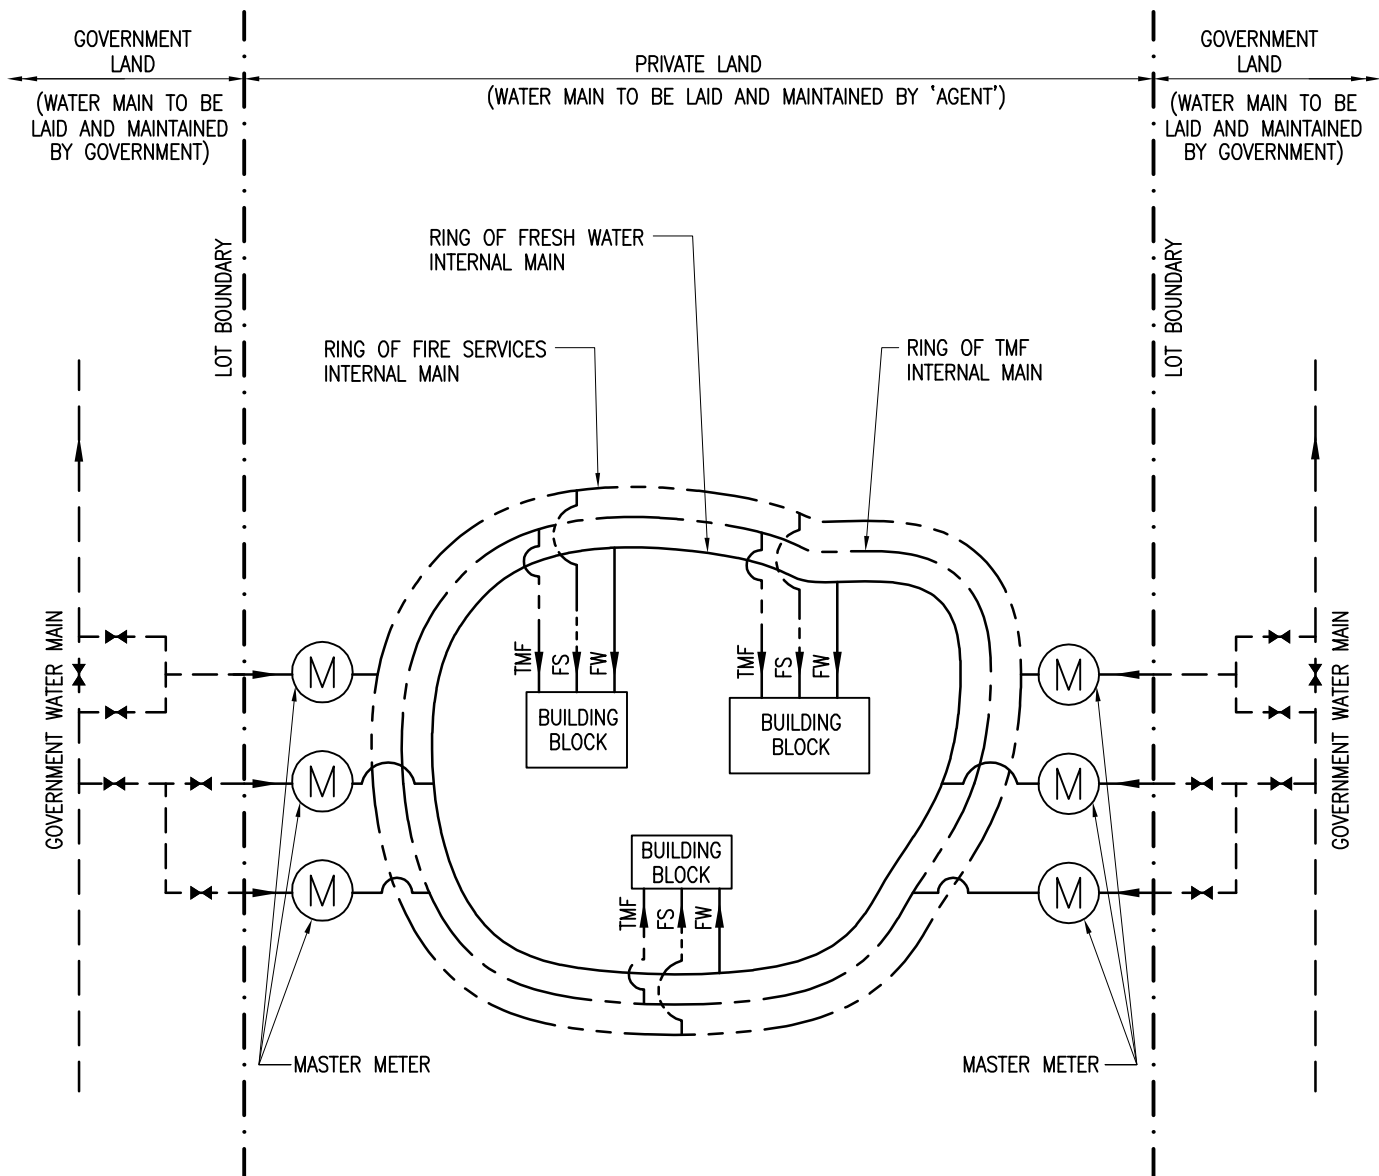 GOVERNMENT
LAND
(WATER MAIN TO BE
LAID AND MAINTAINED
BY GOVERNMENT)
PRIVATE LAND
(WATER MAIN TO BE LAID AND MAINTAINED BY 'AGENT')
GOVERNMENT
LAND
(WATER MAIN TO BE
LAID AND MAINTAINED
BY GOVERNMENT)
LOT BOUNDARY
RING OF FRESH WATER
INTERNAL MAIN
LOT BOUNDARY
RING OF FIRE SERVICES
INTERNAL MAIN
RING OF TMF
INTERNAL MAIN
GOVERNMENT WATER MAIN
M
M
M
TMF
FS
FW
BUILDING
BLOCK
TMF
FS
FW
BUILDING
BLOCK
BUILDING
BLOCK
TMF
FS
FW
M
M
M
GOVERNMENT WATER MAIN
MASTER METER
MASTER METER